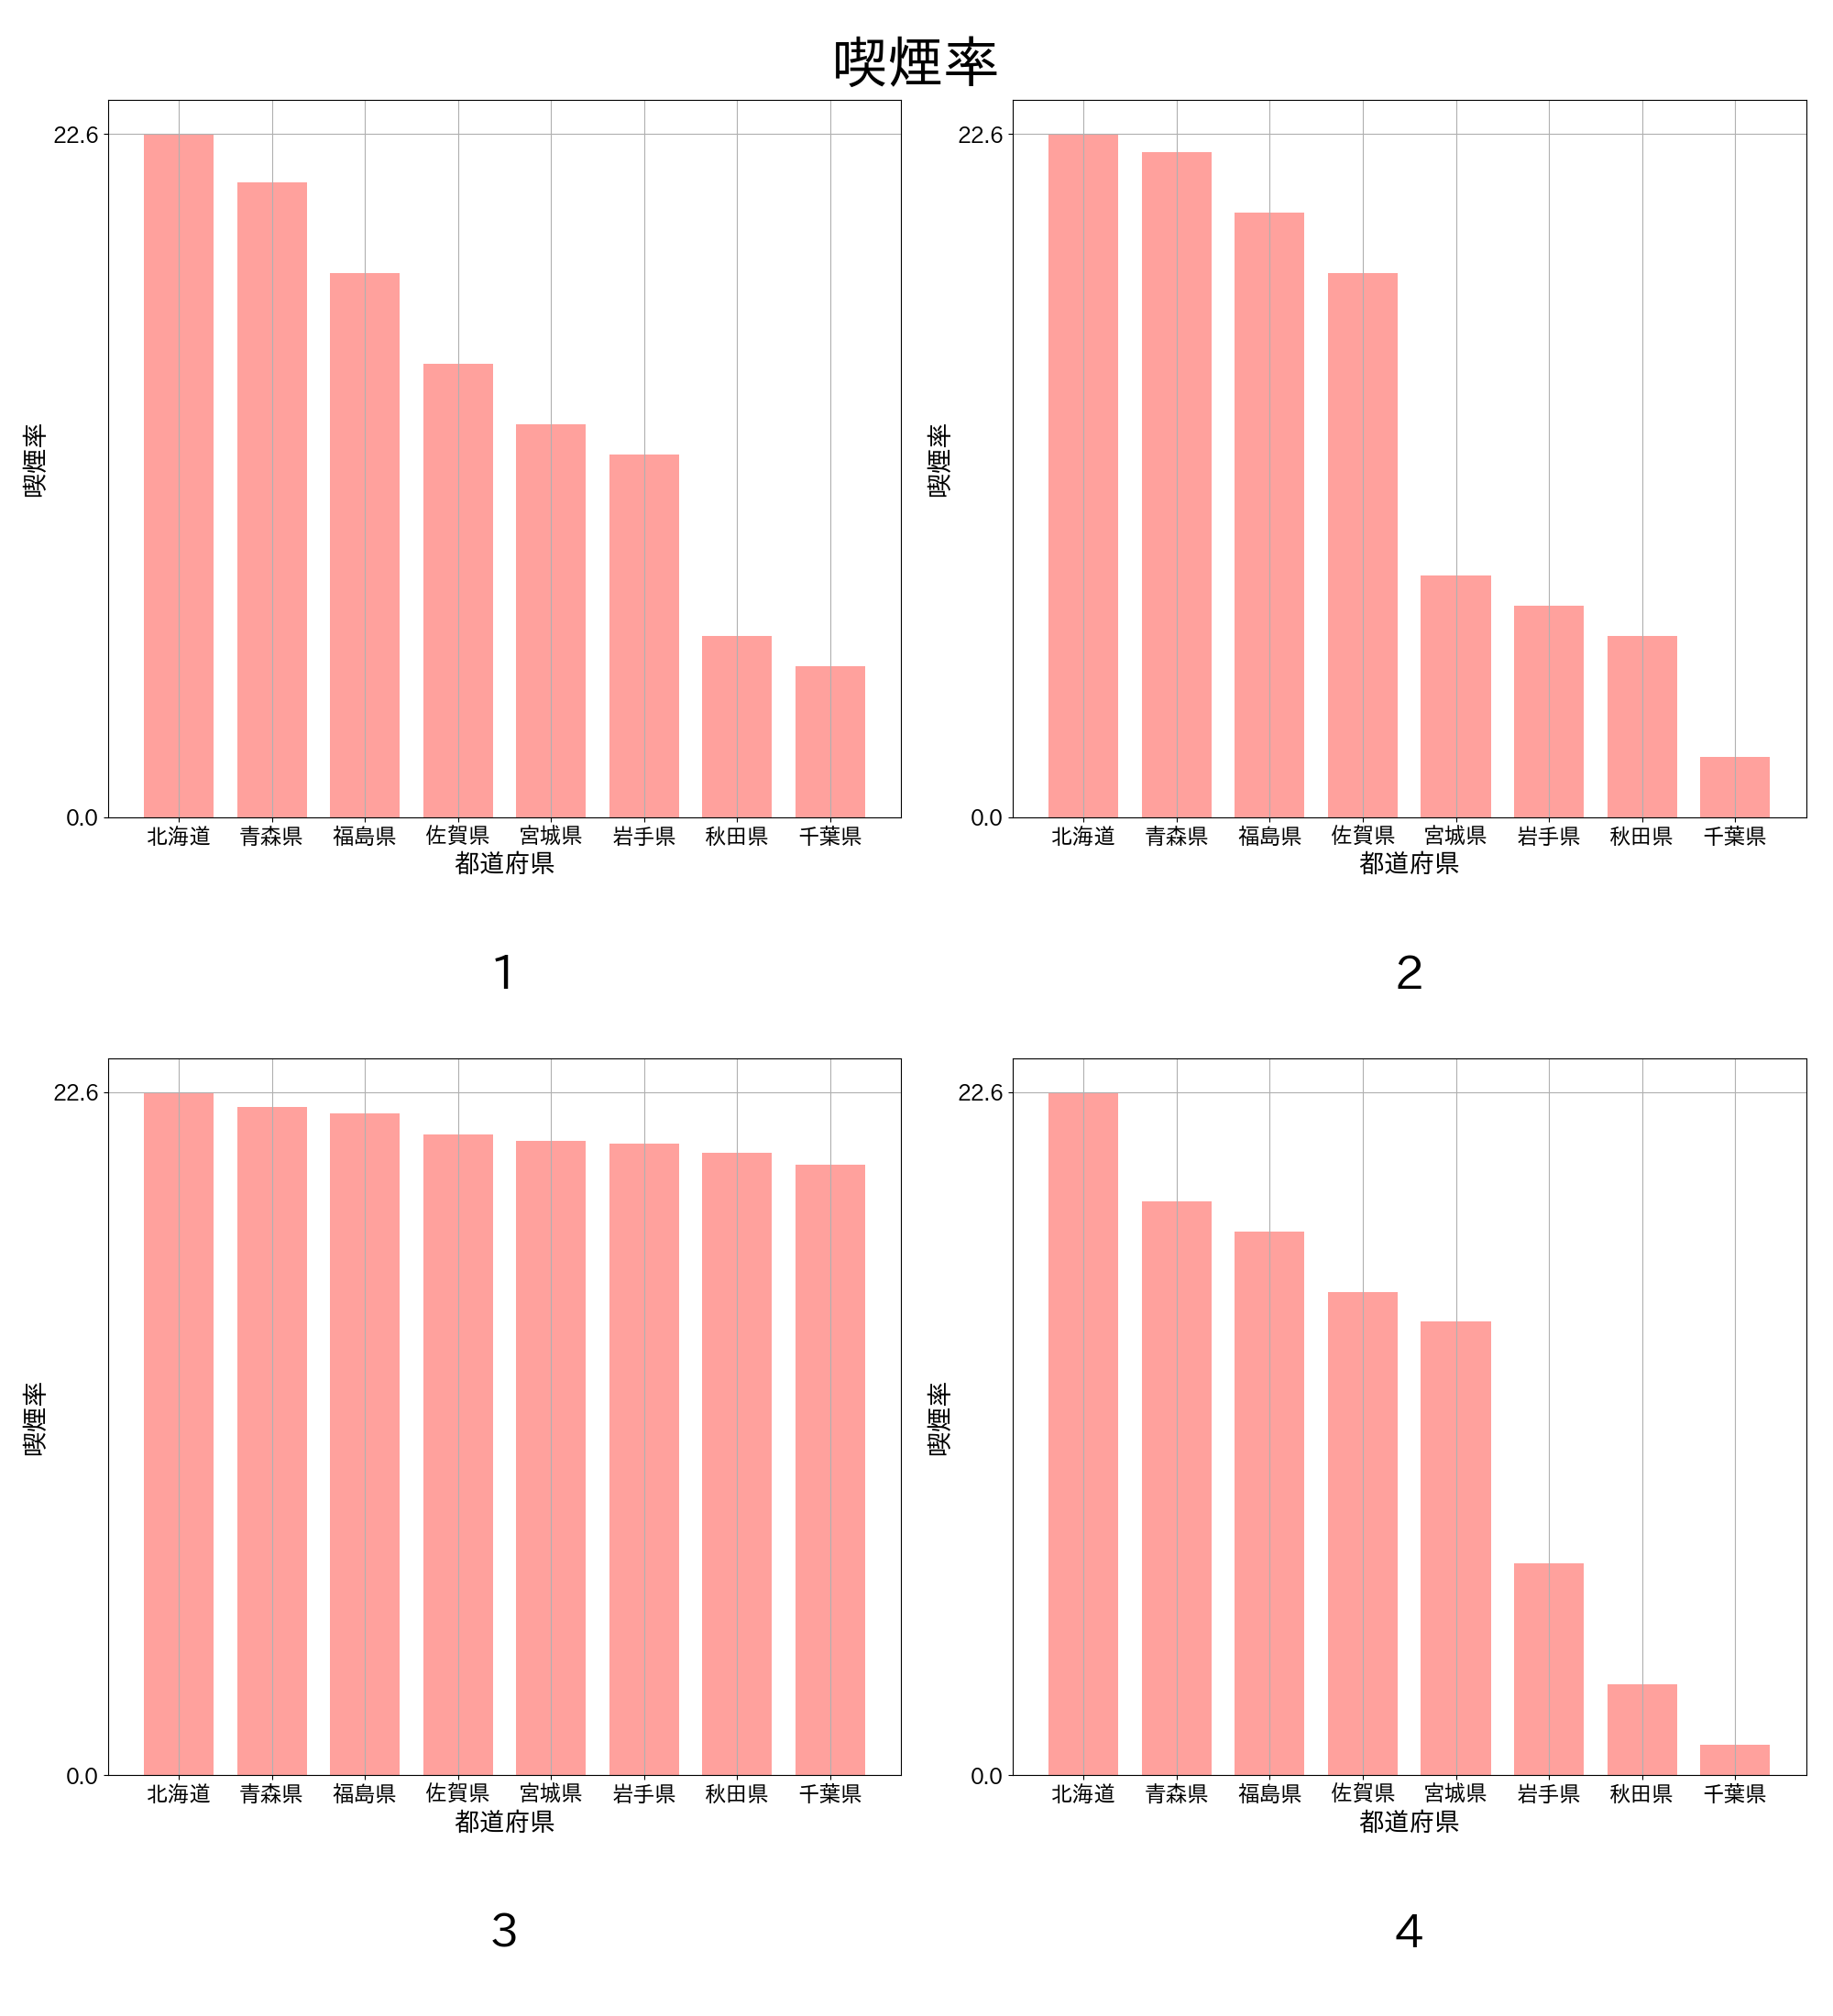 喫煙率
22.6
喫煙率
0.0
北海道 青森県 福島県 佐賀県 宮城県 岩手県 秋田県 千葉県
都道府県
1
22.6
喫煙率
0.0
北海道 青森県 福島県 佐賀県 宮城県 岩手県 秋田県 千葉県
都道府県
2
22.6
喫煙率
0.0
北海道 青森県 福島県 佐賀県 宮城県 岩手県 秋田県 千葉県
都道府県
3
22.6
喫煙率
0.0
北海道 青森県 福島県 佐賀県 宮城県 岩手県 秋田県 千葉県
都道府県
4